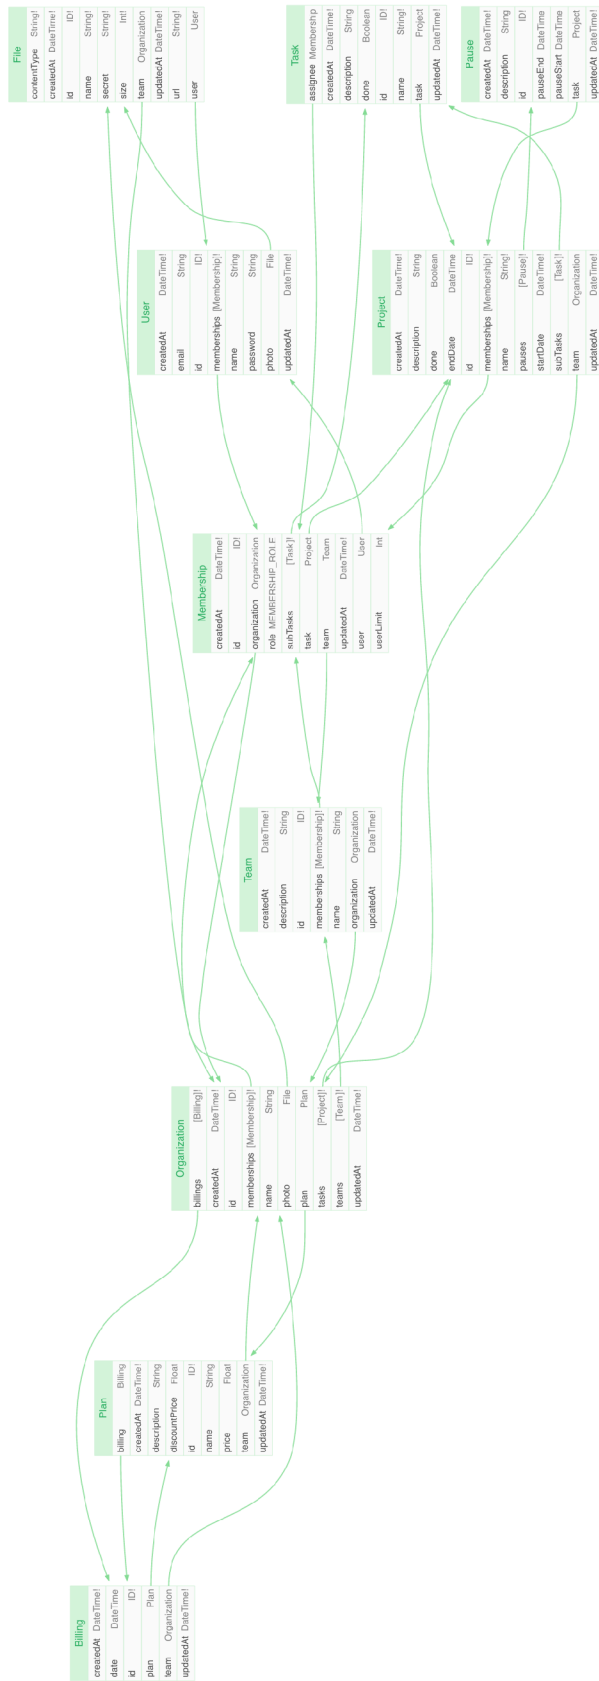 Billing
createdAt DateTime!
date DateTime
id ID!
plan Plan
team Organization
updatedAt DateTime!
Plan
billing Billing
createdAt DateTime!
description String
discountPrice Float
id ID!
name String
price Float
team Organization
updatedAt DateTime!
Organization
billings [Billing]!
createdAt DateTime!
id ID!
memberships [Membership]!
name String
photo File
plan Plan
tasks [Project]!
teams [Team]!
updatedAt DateTime!
Team
createdAt DateTime!
description String
id ID!
memberships [Membership]!
name String
organization Organization
updatedAt DateTime!
Membership
createdAt DateTime!
id ID!
organization Organization
role MEMBERSHIP_ROLE
subTasks [Task]!
task Project
team Team
updatedAt DateTime!
user User
userLimit Int
User
createdAt DateTime!
email String
id ID!
memberships [Membership]!
name String
password String
photo File
updatedAt DateTime!
Project
createdAt DateTime!
description String
done Boolean
endDate DateTime
id ID!
memberships [Membership]!
name String!
pauses [Pause]!
startDate DateTime!
subTasks [Task]!
team Organization
updatedAt DateTime!
File
contentType String!
createdAt DateTime!
id ID!
name String!
secret String!
size Int!
team Organization
updatedAt DateTime!
url String!
user User
Task
assignee Membership
createdAt DateTime!
description String
done Boolean
id ID!
name String!
task Project
updatedAt DateTime!
Pause
createdAt DateTime!
description String
id ID!
pauseEnd DateTime
pauseStart DateTime
task Project
updatedAt DateTime!